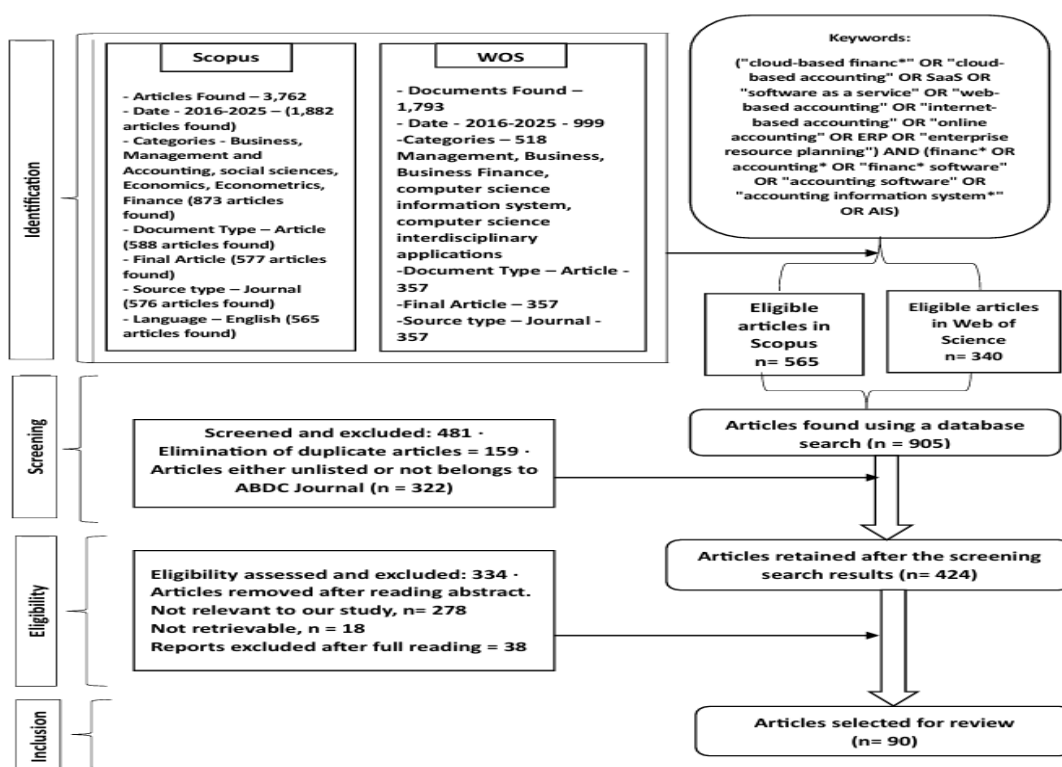 Identification
Scopus
- Articles Found – 3,762
- Date - 2016-2025 – (1,882
articles found)
- Categories - Business,
Management and
Accounting, social sciences,
Economics, Econometrics,
Finance (873 articles
found)
- Document Type – Article
(588 articles found)
- Final Article (577 articles
found)
- Source type – Journal
(576 articles found)
- Language – English (565
articles found)
WOS
- Documents Found –
1,793
- Date - 2016-2025 - 999
-Categories – 518
Management, Business,
Business Finance,
computer science
information system,
computer science
interdisciplinary
applications
-Document Type – Article -
357
-Final Article – 357
-Source type – Journal -
357
Keywords:
("cloud-based financ*" OR "cloud-
based accounting" OR SaaS OR
"software as a service" OR "web-
based accounting" OR "internet-
based accounting" OR "online
accounting" OR ERP OR "enterprise
resource planning") AND (financ* OR
accounting* OR "financ* software"
OR "accounting software" OR
"accounting information system*"
OR AIS)
Eligible
articles in
Scopus
n= 565
Eligible articles
in Web of
Science
n= 340
Screening
Screened and excluded: 481 ·
Elimination of duplicate articles = 159 ·
Articles either unlisted or not belongs to
ABDC Journal (n = 322)
Articles found using a database
search (n = 905)
Eligibility
Eligibility assessed and excluded: 334 ·
Articles removed after reading abstract.
Not relevant to our study, n= 278
Not retrievable, n = 18
Reports excluded after full reading = 38
Articles retained after the screening
search results (n= 424)
Inclusion
Articles selected for review
(n= 90)